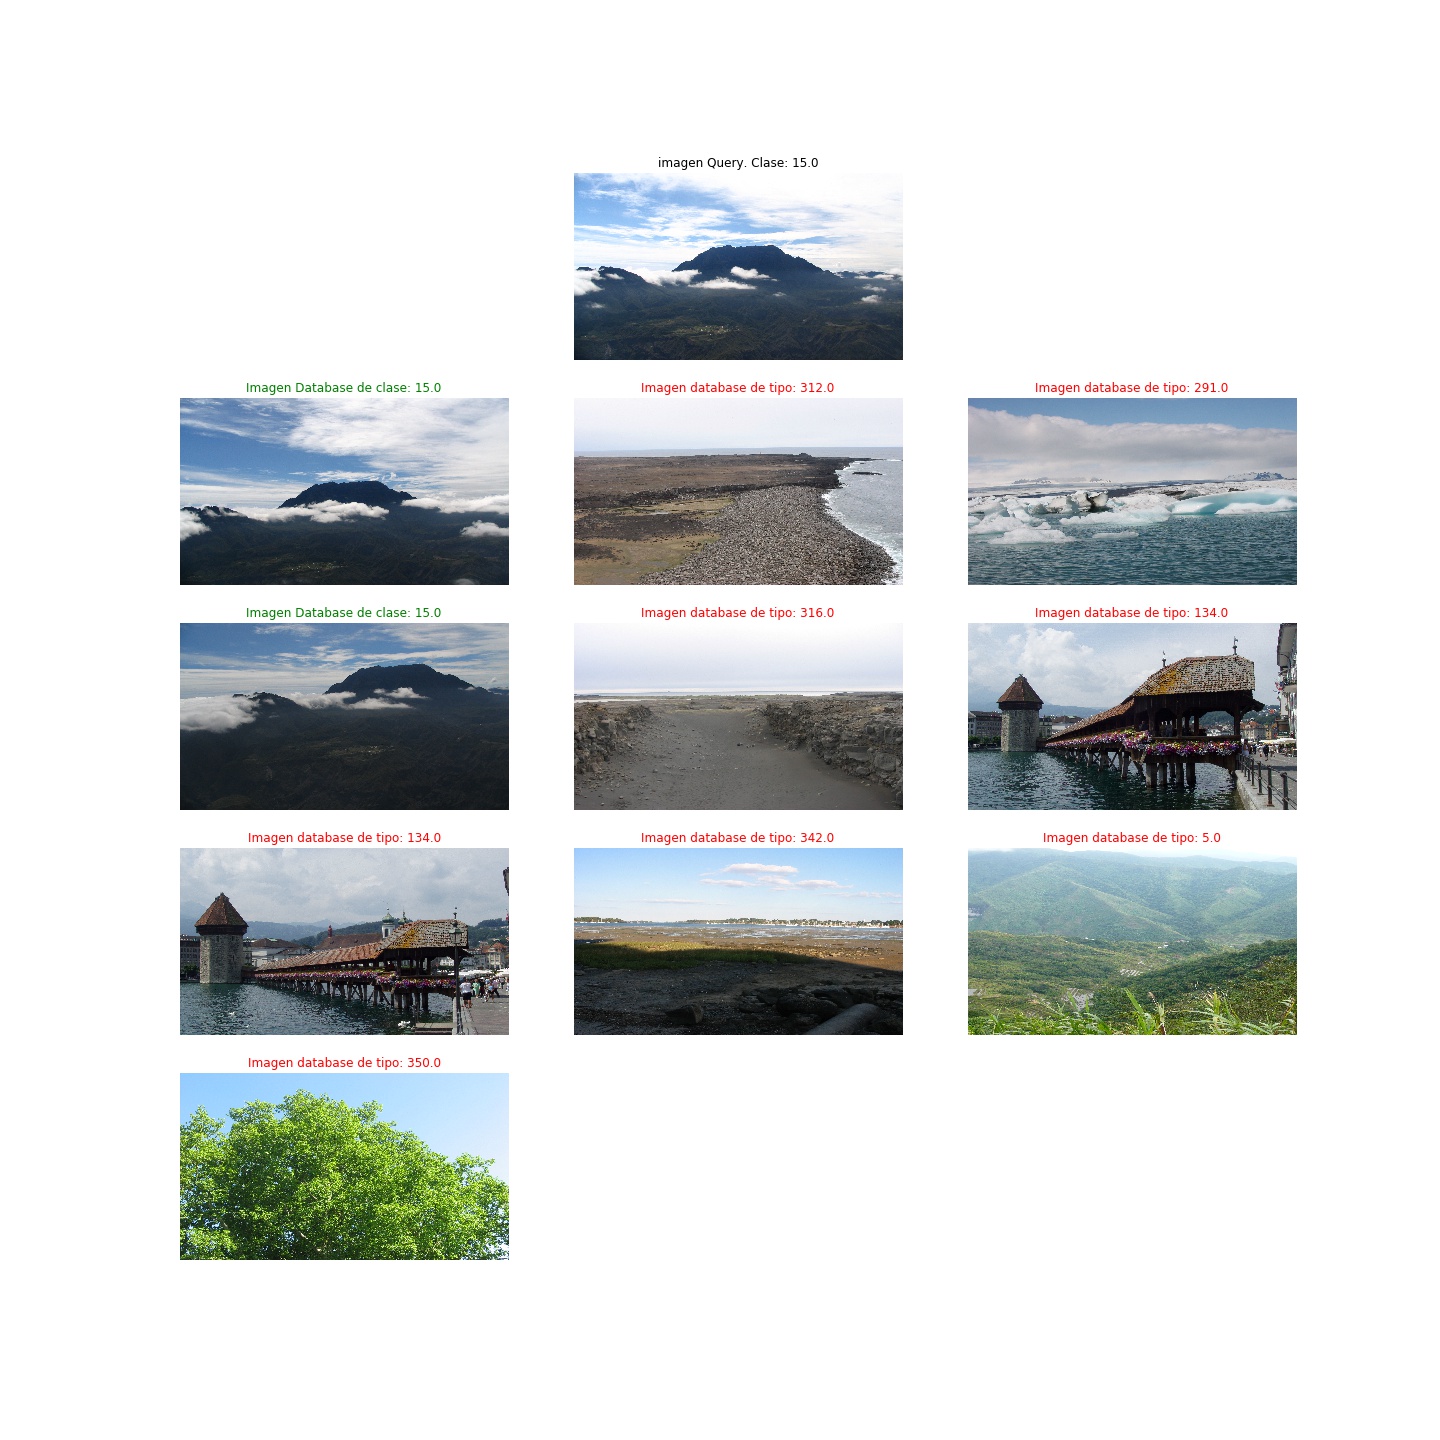 imagen Query. Clase: 15.0
Imagen Database de clase: 15.0
Imagen database de tipo: 312.0
Imagen database de tipo: 291.0
Imagen Database de clase: 15.0
Imagen database de tipo: 316.0
Imagen database de tipo: 134.0
Imagen database de tipo: 134.0
Imagen database de tipo: 342.0
Imagen database de tipo: 5.0
Imagen database de tipo: 350.0